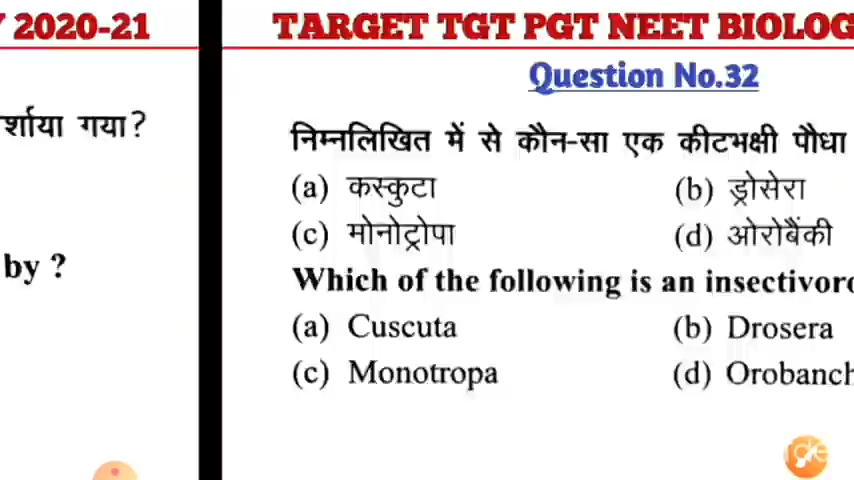 2020-21
र्शाया गया?
by ?
TARGET TGT PGT NEET BIOLOG
Question No.32
निम्नलिखित में से कौन-सा एक कीटभक्षी पौधा
(a) कस्कुटा (b) ड्रोसेरा
(c) मोनोट्रोपा (d) ओरोबैंकी
Which of the following is an insectivoro
(a) Cuscuta (b) Drosera
(c) Monotropa (d) Orobanch